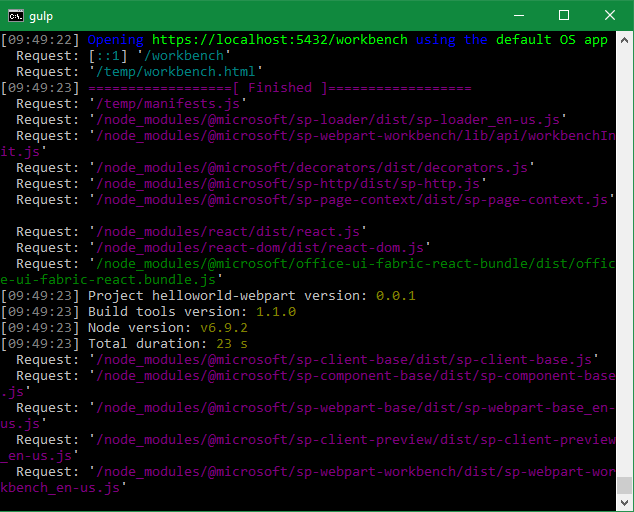 gulp
[09:49:22] Opening https://localhost:5432/workbench using the default OS app
  Request: [::1] '/workbench'
  Request: '/temp/workbench.html'
[09:49:23] ==================[ Finished ]==================
  Request: '/temp/manifests.js'
  Request: '/node_modules/@microsoft/sp-loader/dist/sp-loader_en-us.js'
  Request: '/node_modules/@microsoft/sp-webpart-workbench/lib/api/workbenchIn
it.js'
  Request: '/node_modules/@microsoft/decorators/dist/decorators.js'
  Request: '/node_modules/@microsoft/sp-http/dist/sp-http.js'
  Request: '/node_modules/@microsoft/sp-page-context/dist/sp-page-context.js'
  Request: '/node_modules/react/dist/react.js'
  Request: '/node_modules/react-dom/dist/react-dom.js'
  Request: '/node_modules/@microsoft/office-ui-fabric-react-bundle/dist/offic
e-ui-fabric-react.bundle.js'
[09:49:23] Project helloworld-webpart version: 0.0.1
[09:49:23] Build tools version: 1.1.0
[09:49:23] Node version: v6.9.2
[09:49:23] Total duration: 23 s
  Request: '/node_modules/@microsoft/sp-client-base/dist/sp-client-base.js'
  Request: '/node_modules/@microsoft/sp-component-base/dist/sp-component-base
.js'
  Request: '/node_modules/@microsoft/sp-webpart-base/dist/sp-webpart-base_en-
us.js'
  Request: '/node_modules/@microsoft/sp-client-preview/dist/sp-client-preview
_en-us.js'
  Request: '/node_modules/@microsoft/sp-webpart-workbench/dist/sp-webpart-wor
kbench_en-us.js'